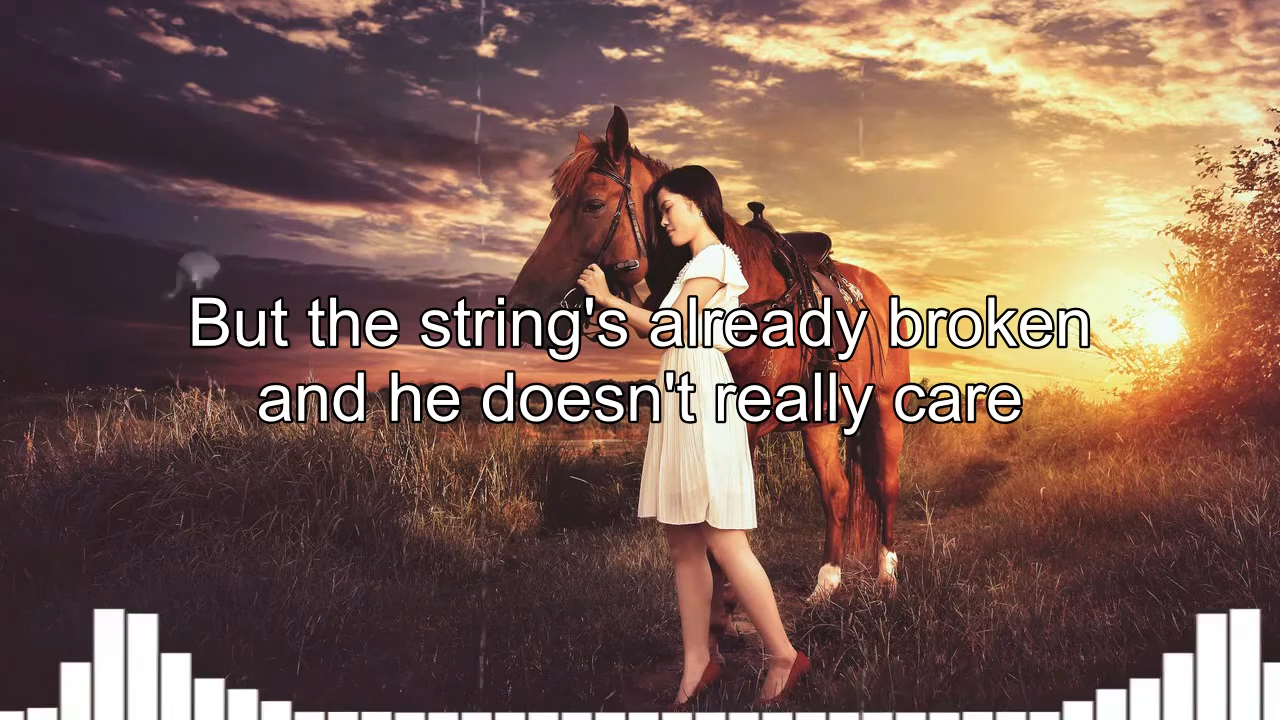 But the string's already broken
and he doesn't really care